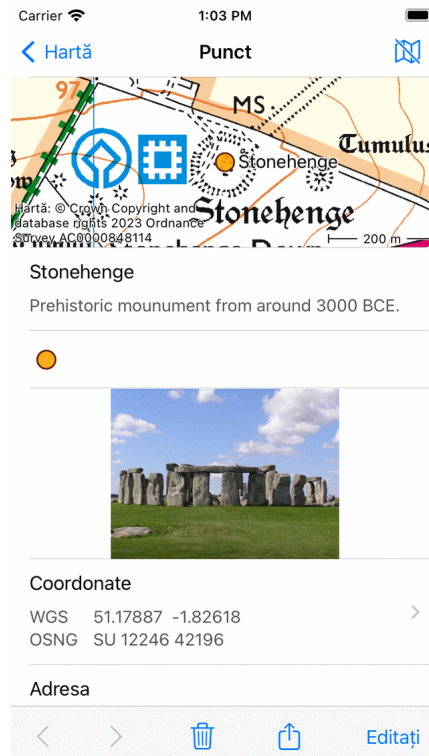 Carrier 1:03 PM
Hartă Punct
97
MS
Tumulus
Stonehenge
Stonehenge
Hartă: © Crown Copyright and
database rights 2023 Ordnance
Survey AC0000848114
200 m
Stonehenge
Prehistoric mounument from around 3000 BCE.
Coordonate
WGS 51.17887 -1.82618
OSNG SU 12246 42196
Adresa
Editați